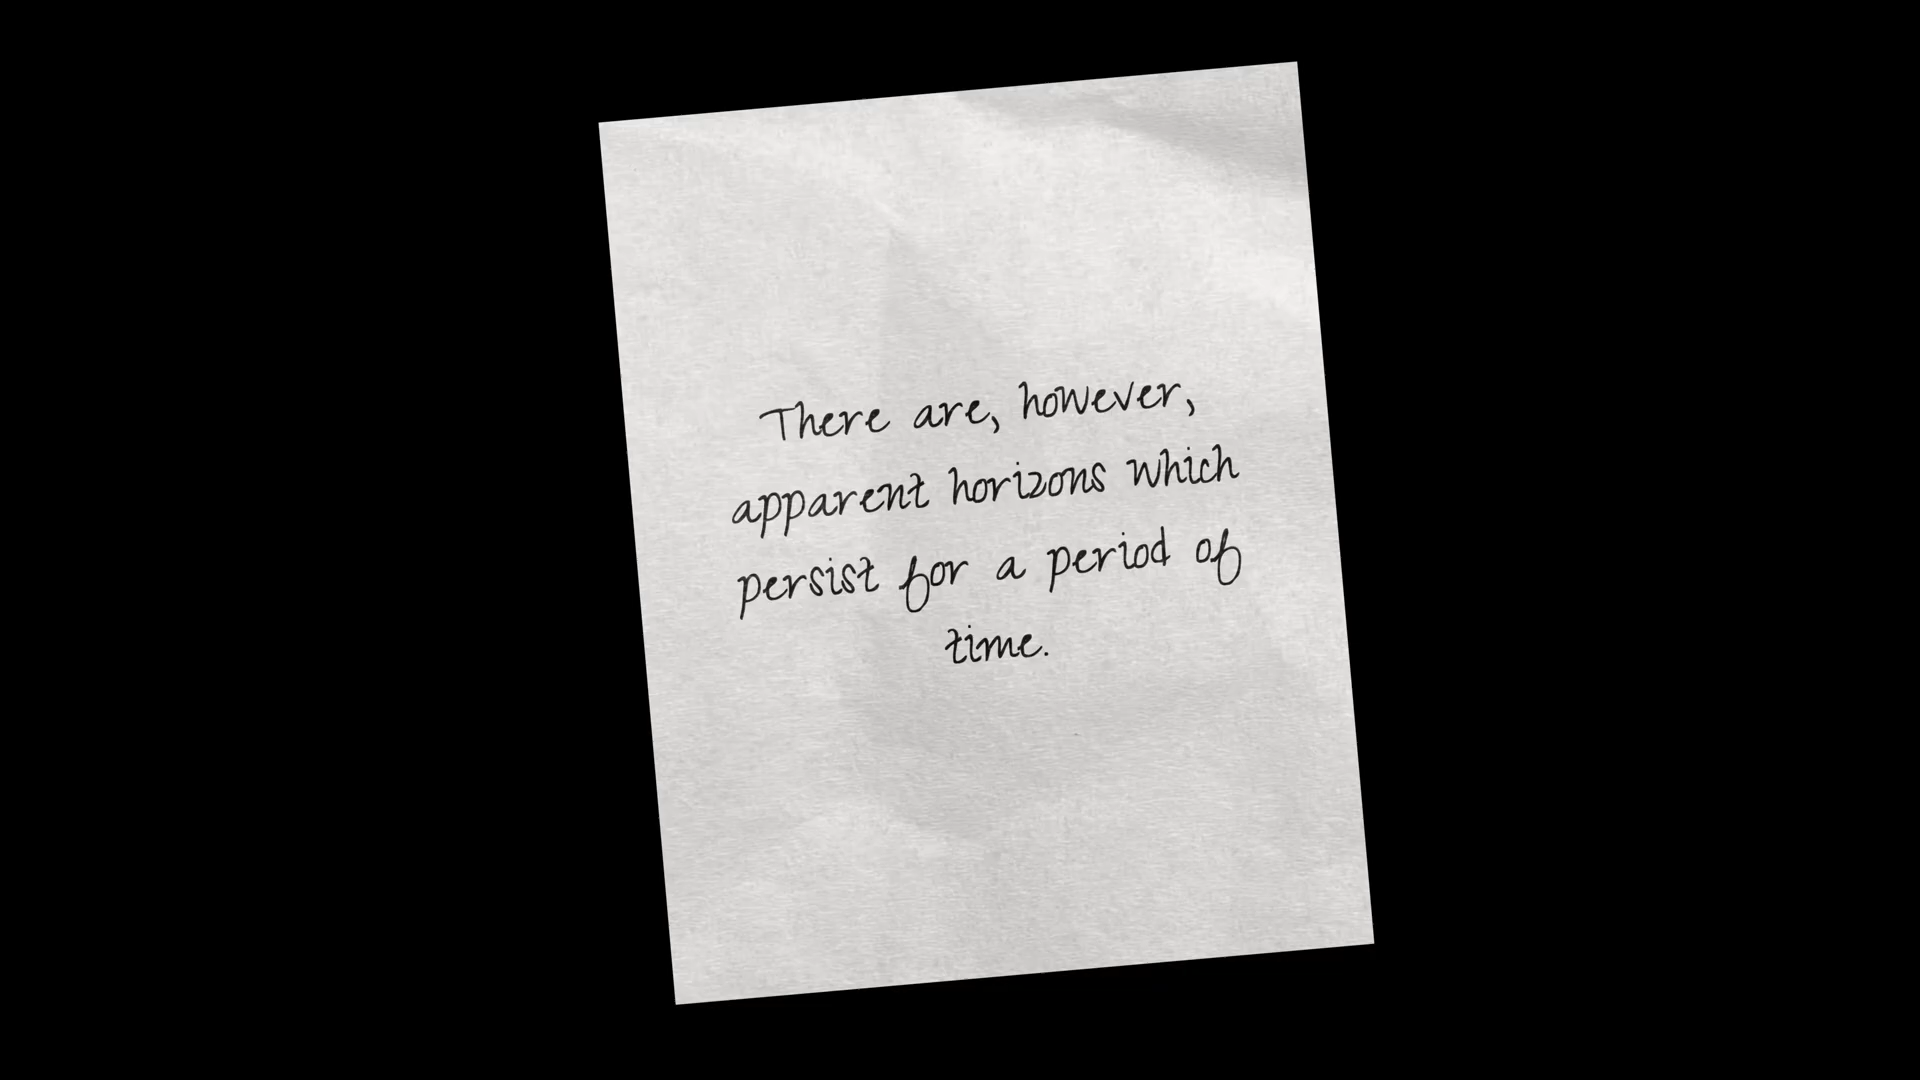 There are, however,
apparent horizons which
persist for a period of
time.